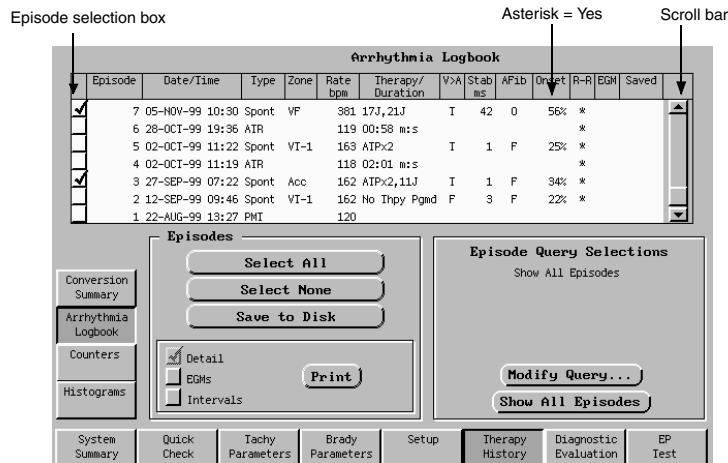 Episode selection box
Asterisk = Yes
Scroll bar
Arrhythmia Logbook
Episode Date/Time Type Zone Rate bpm Therapy/ Duration V>A Stab ms AFib Onset R-R EGM Saved
7 05-NOV-99 10:30 Spont VF 381 17J,21J T 42 0 56% *
6 28-OCT-99 19:36 ATR 119 00:58 m:s *
5 02-OCT-99 11:22 Spont VT-1 163 ATPx2 T 1 F 25% *
4 02-OCT-99 11:19 ATR 118 02:01 m:s *
3 27-SEP-99 07:22 Spont Acc 162 ATPx2,11J T 1 F 34% *
2 12-SEP-99 09:46 Spont VT-1 162 No Thpy Pgmd F 3 F 22% *
1 22-AUG-99 13:27 PMT 120
Episodes
Select All
Select None
Save to Disk
Detail
EGMs
Intervals
Print
Episode Query Selections
Show All Episodes
Modify Query...
Show All Episodes
Conversion
Summary
Arrhythmia
Logbook
Counters
Histograms
System Summary
Quick Check
Tachy Parameters
Brady Parameters
Setup
Therapy History
Diagnostic Evaluation
EP Test